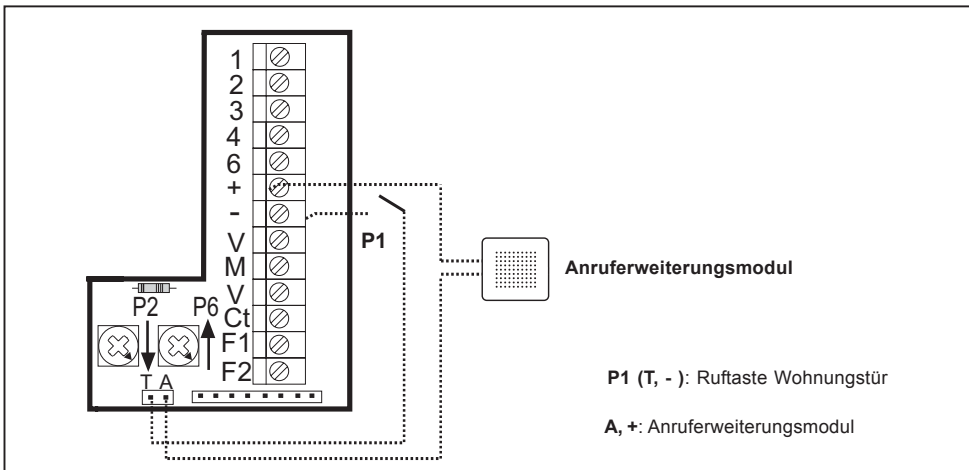 1
2
3
4
6
+
-
V
M
V
Ct
F1
F2
P1
P2
P6
T A
Anruferweiterungsmodul
P1 (T, - ): Ruftaste Wohnungstür
A, +: Anruferweiterungsmodul